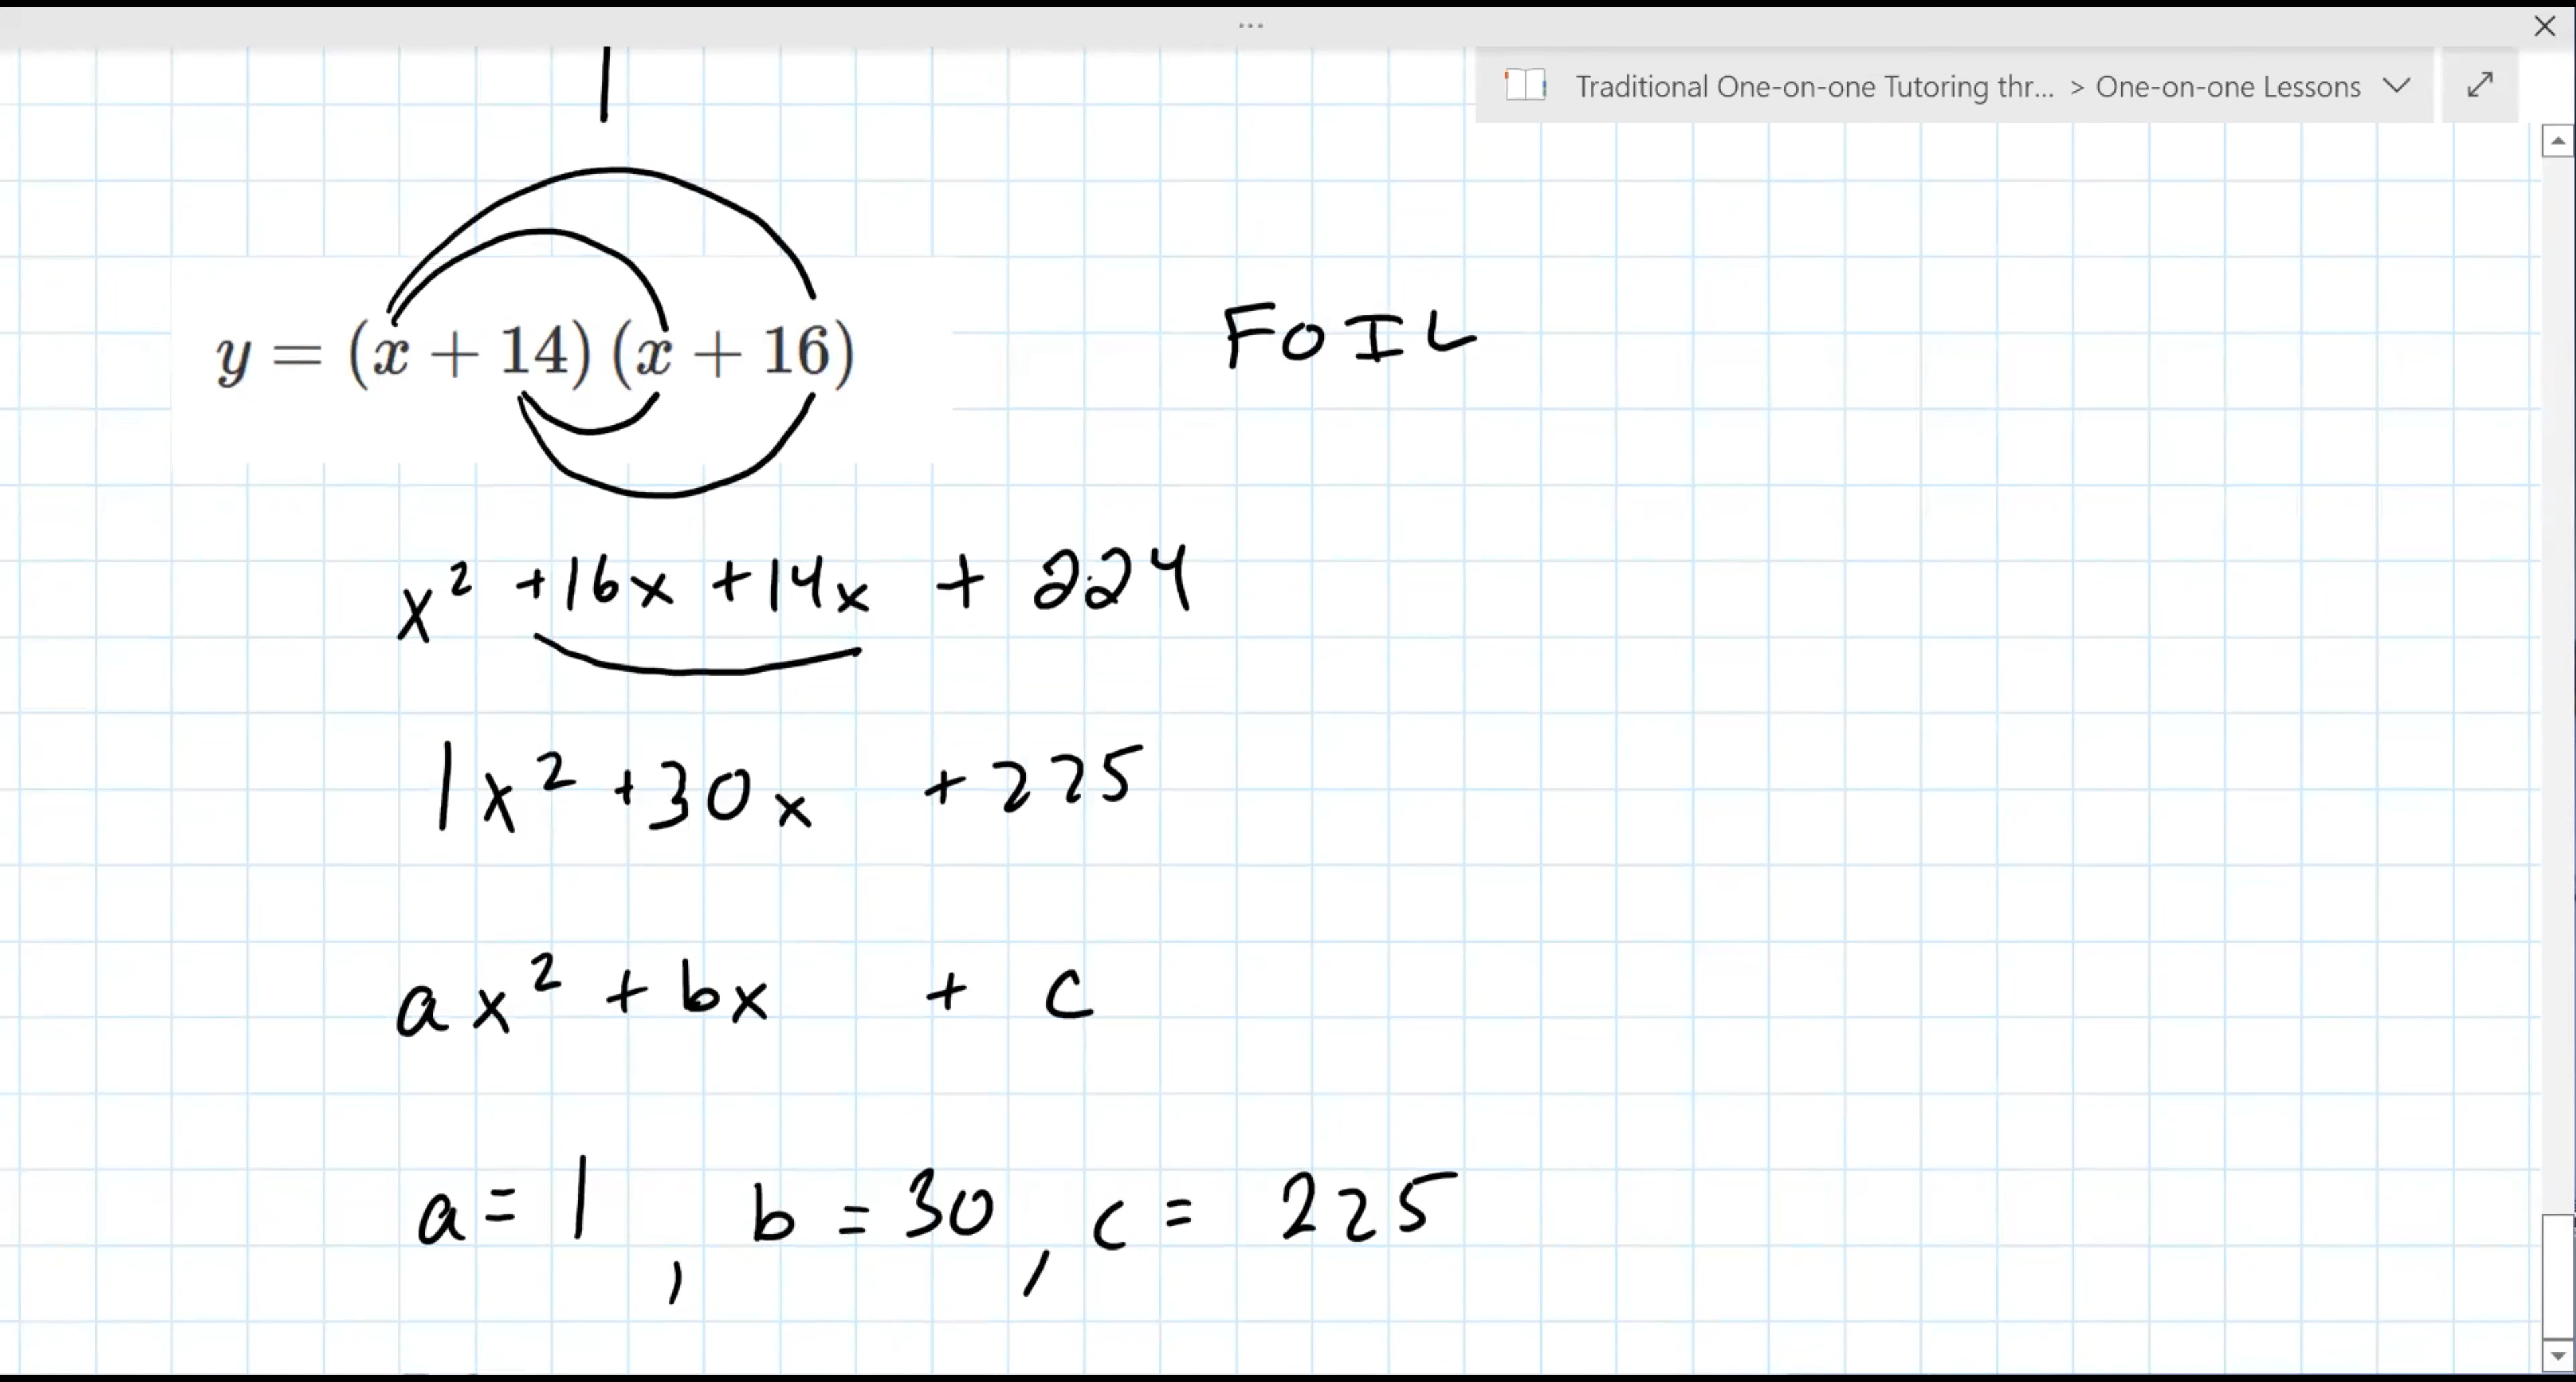 ...
Traditional One-on-one Tutoring thr... > One-on-one Lessons
y = (x + 14) (x + 16)
FOIL
x² +16x +14x + 224
1x² +30x +225
ax² + bx + c
a = 1, b = 30, c = 225